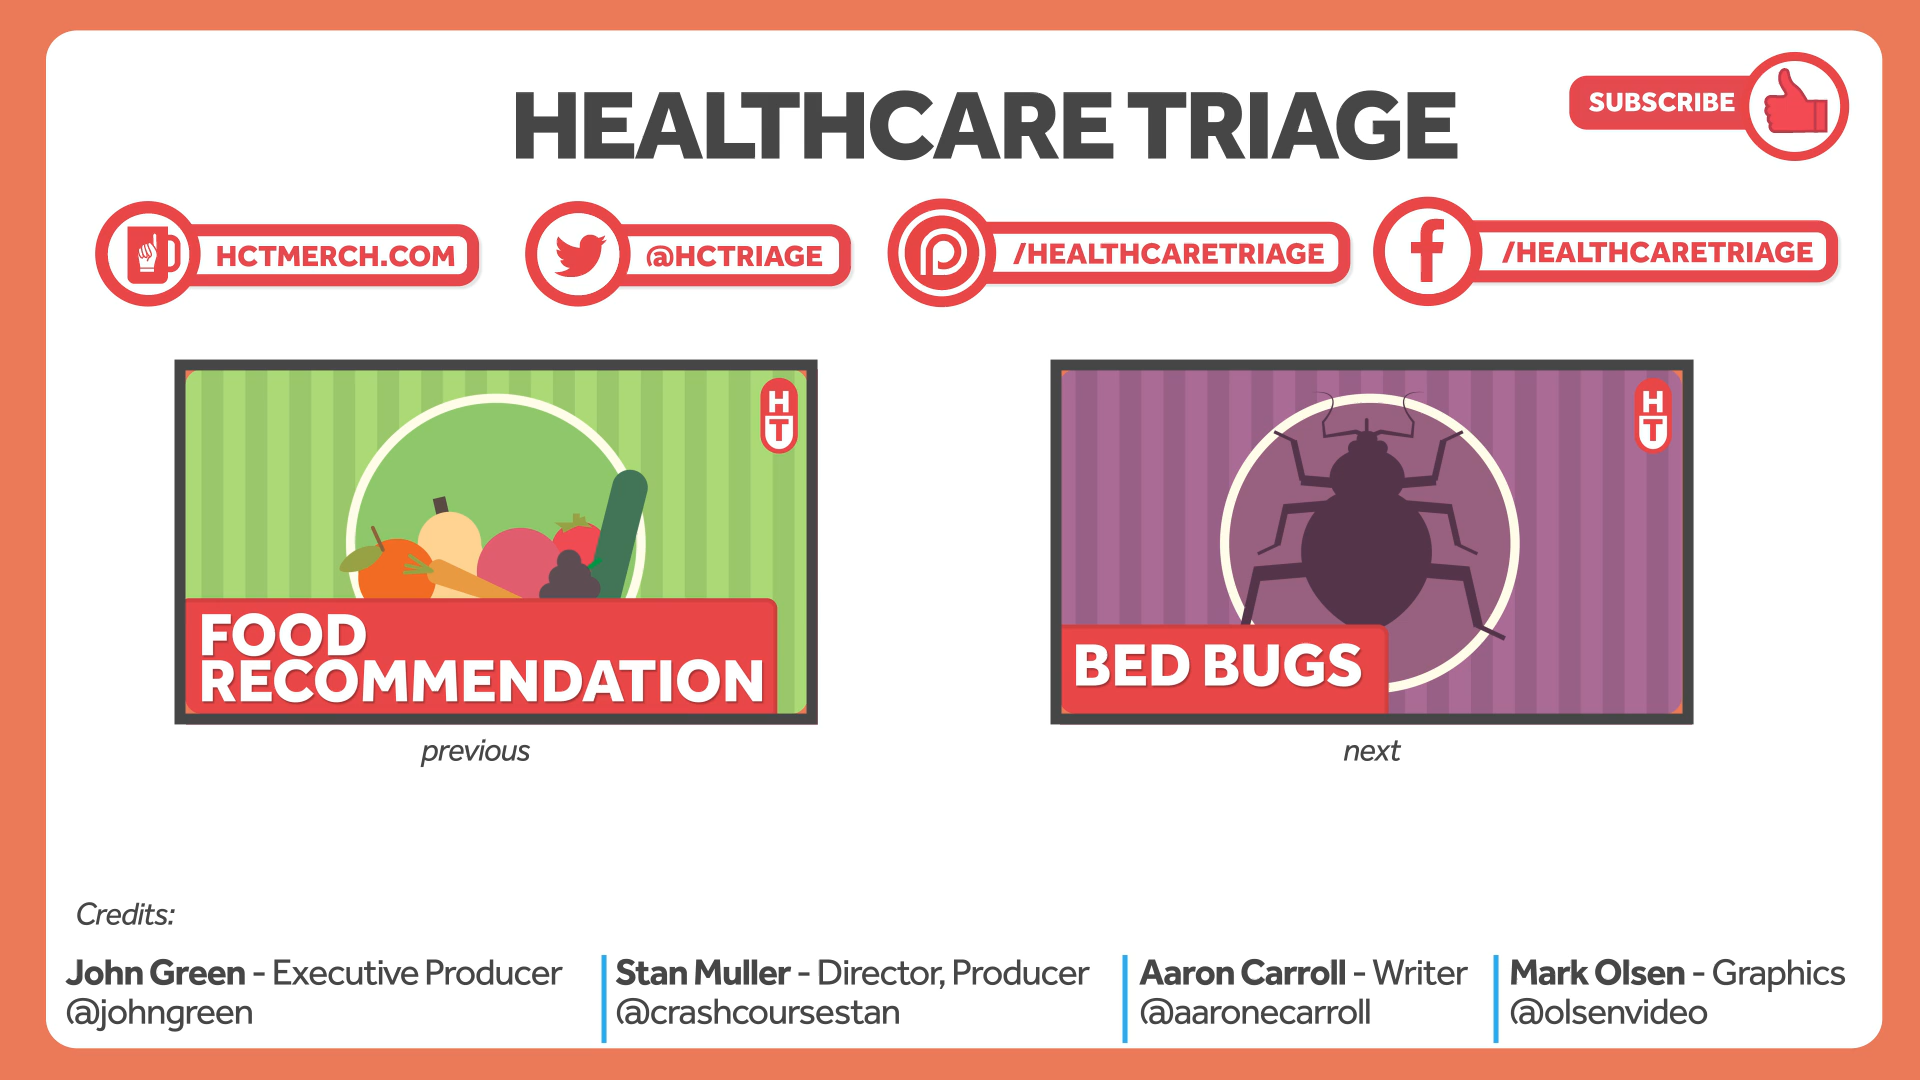 HEALTHCARE TRIAGE
SUBSCRIBE
HCTMERCH.COM
@HCTRIAGE
/HEALTHCARETRIAGE
/HEALTHCARETRIAGE
H
T
FOOD
RECOMMENDATION
previous
H
T
BED BUGS
next
Credits:
John Green - Executive Producer
@johngreen
Stan Muller - Director, Producer
@crashcoursestan
Aaron Carroll - Writer
@aaronecarroll
Mark Olsen - Graphics
@olsenvideo